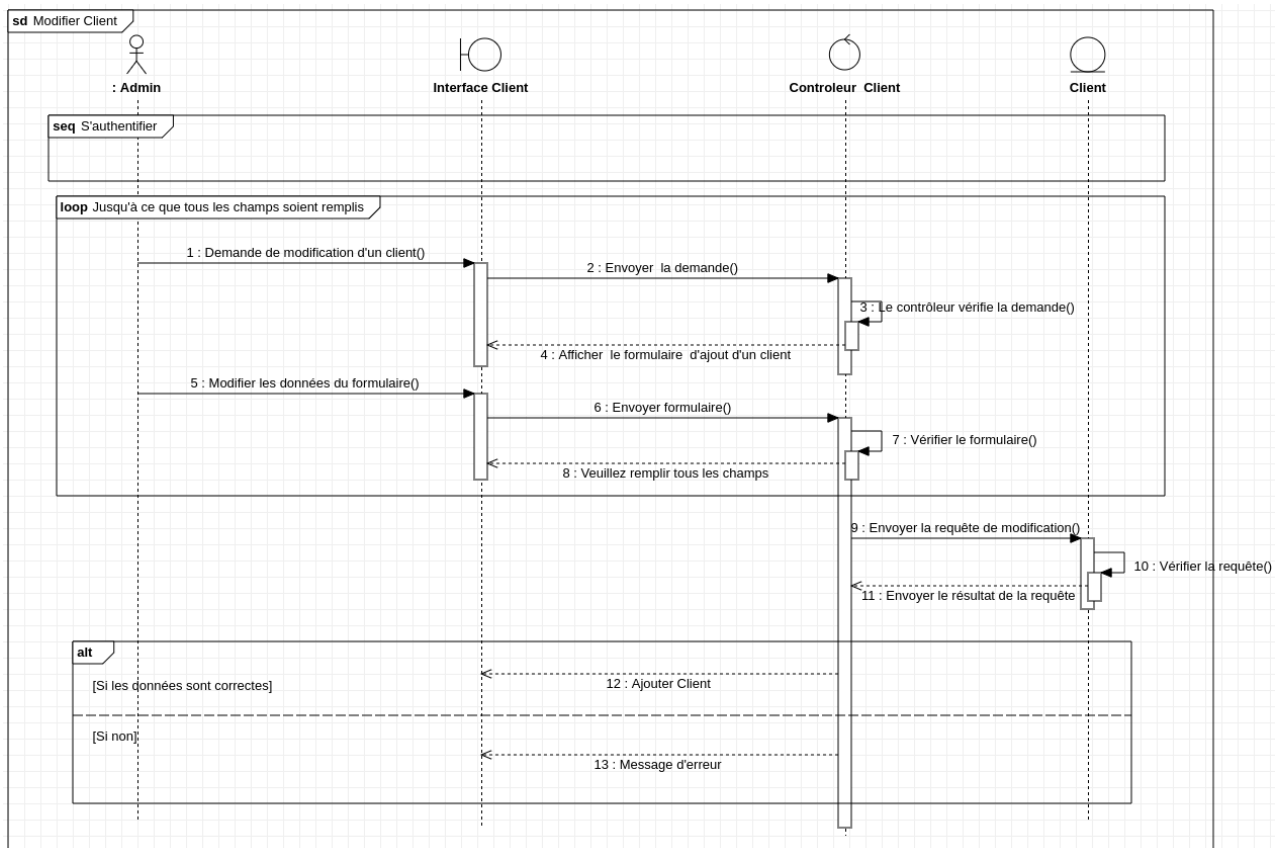 sd Modifier Client
: Admin
Interface Client
Controleur Client
Client
seq S'authentifier
loop Jusqu'à ce que tous les champs soient remplis
1 : Demande de modification d'un client()
2 : Envoyer la demande()
3 : Le contrôleur vérifie la demande()
4 : Afficher le formulaire d'ajout d'un client
5 : Modifier les données du formulaire()
6 : Envoyer formulaire()
7 : Vérifier le formulaire()
8 : Veuillez remplir tous les champs
9 : Envoyer la requête de modification()
10 : Vérifier la requête()
11 : Envoyer le résultat de la requête
alt
[Si les données sont correctes]
12 : Ajouter Client
[Si non]
13 : Message d'erreur